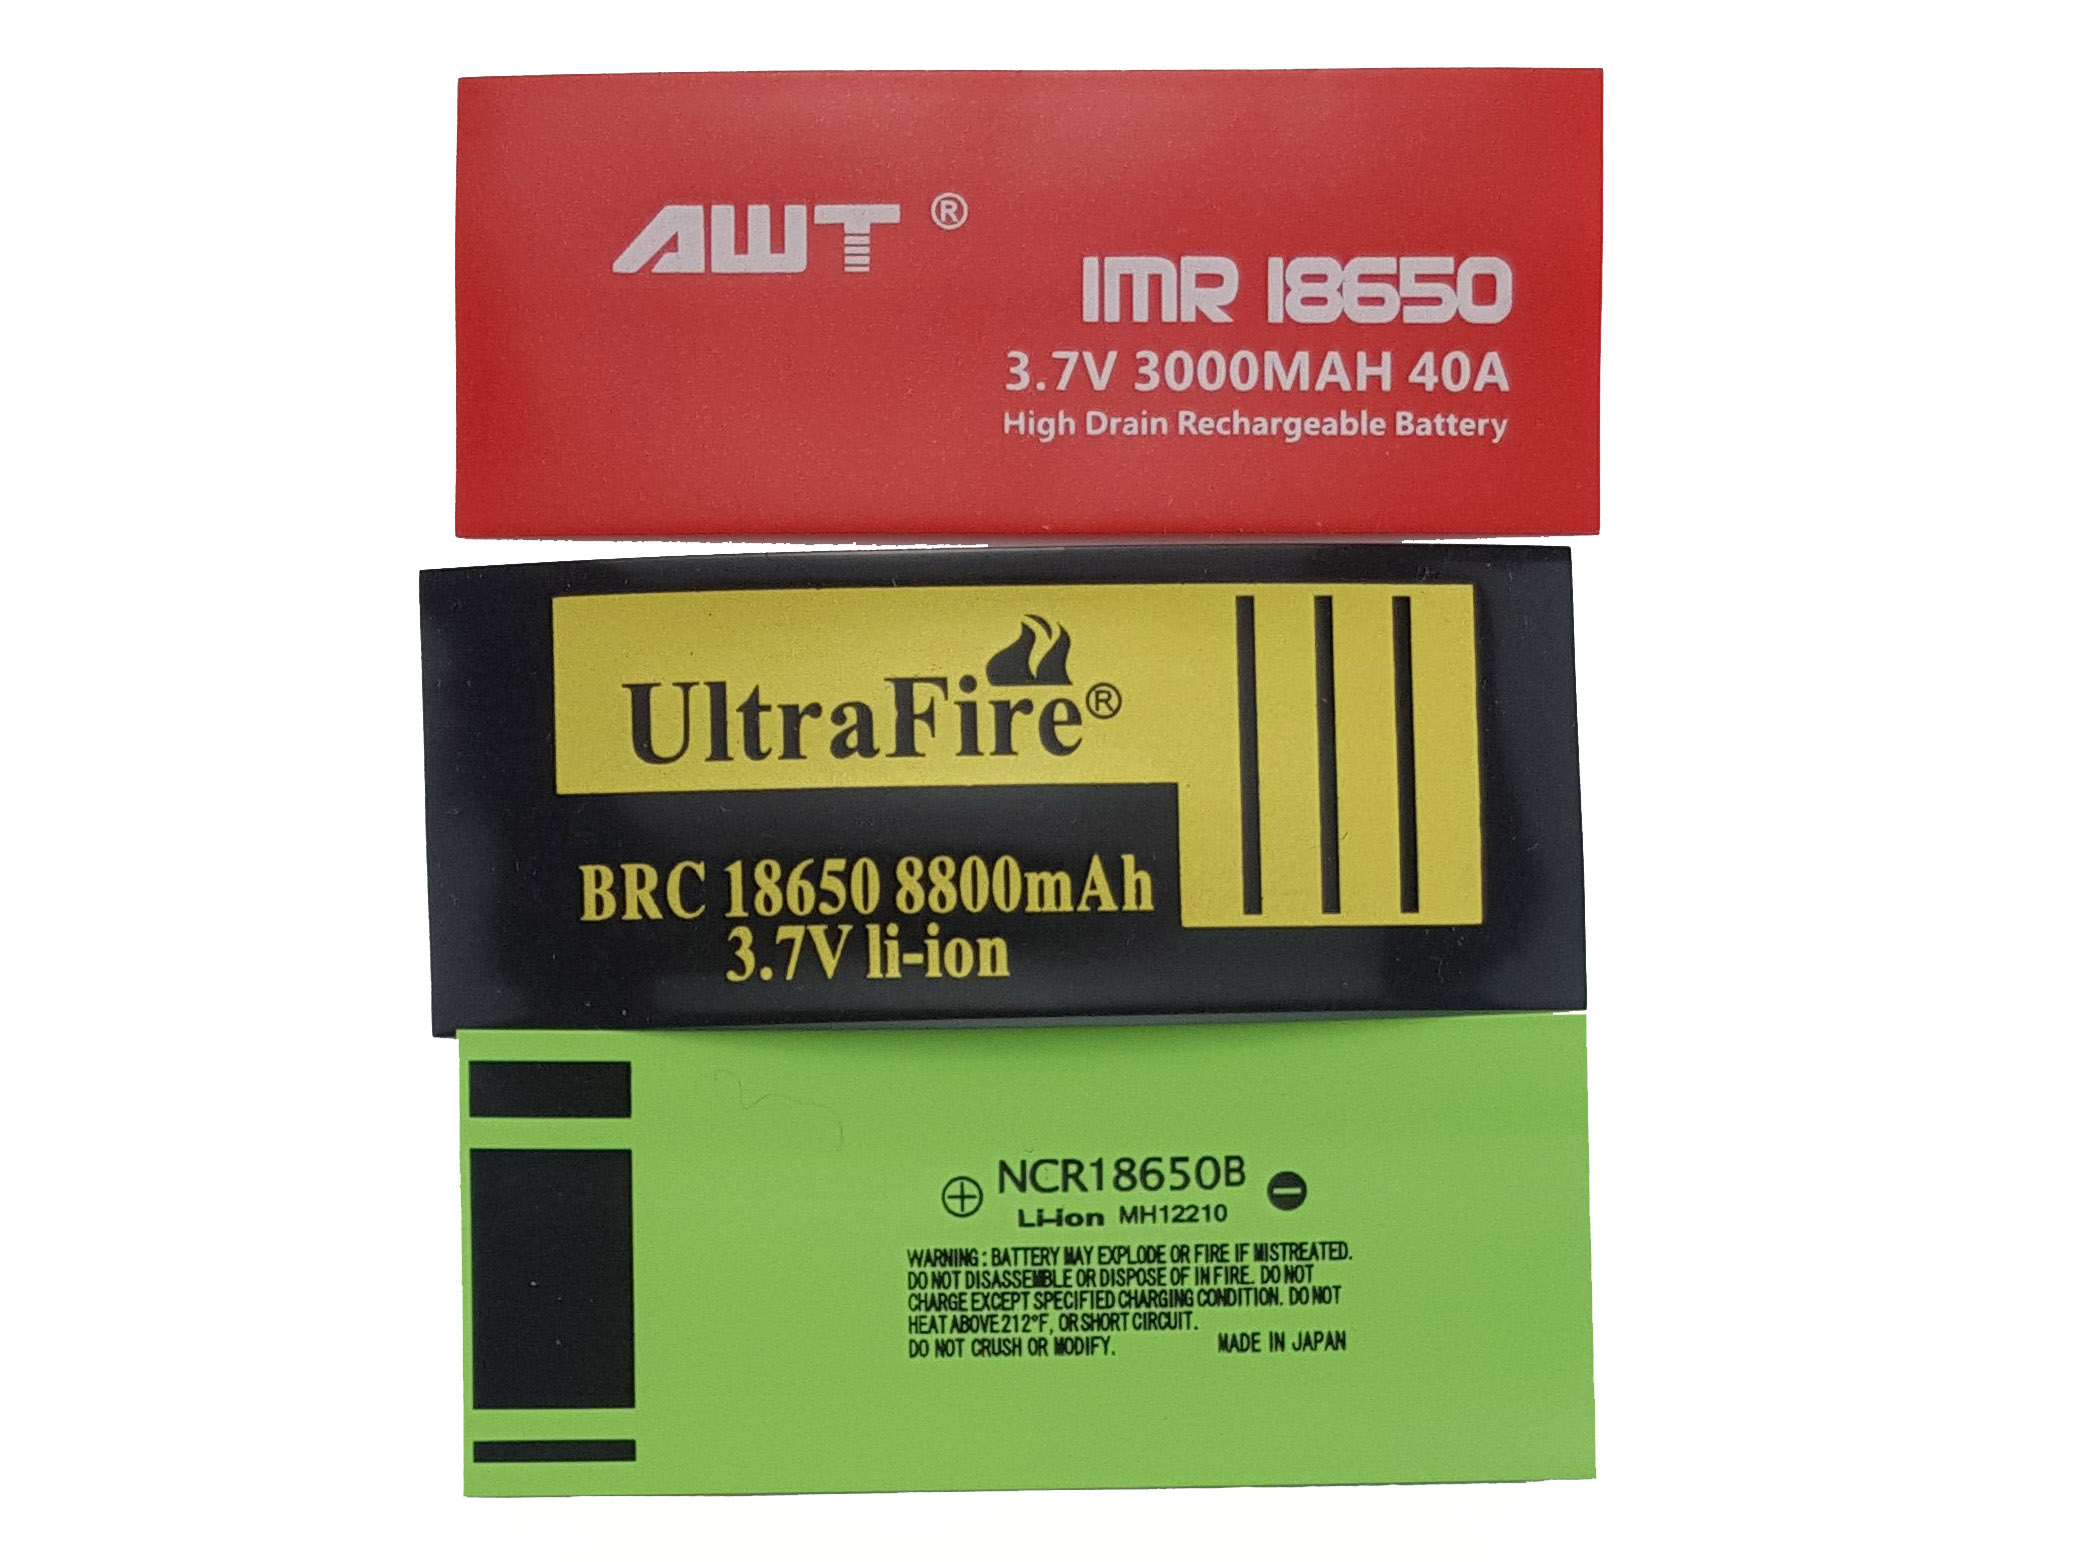 AWT ®
IMR 18650
3.7V 3000MAH 40A
High Drain Rechargeable Battery
UltraFire®
BRC 18650 8800mAh
3.7V li-ion
⊕ NCR18650B ⊖
Li-ion MH12210
WARNING: BATTERY MAY EXPLODE OR FIRE IF MISTREATED.
DO NOT DISASSEMBLE OR DISPOSE OF IN FIRE. DO NOT
CHARGE EXCEPT SPECIFIED CHARGING CONDITION. DO NOT
HEAT ABOVE 212°F, OR SHORT CIRCUIT.
DO NOT CRUSH OR MODIFY. MADE IN JAPAN